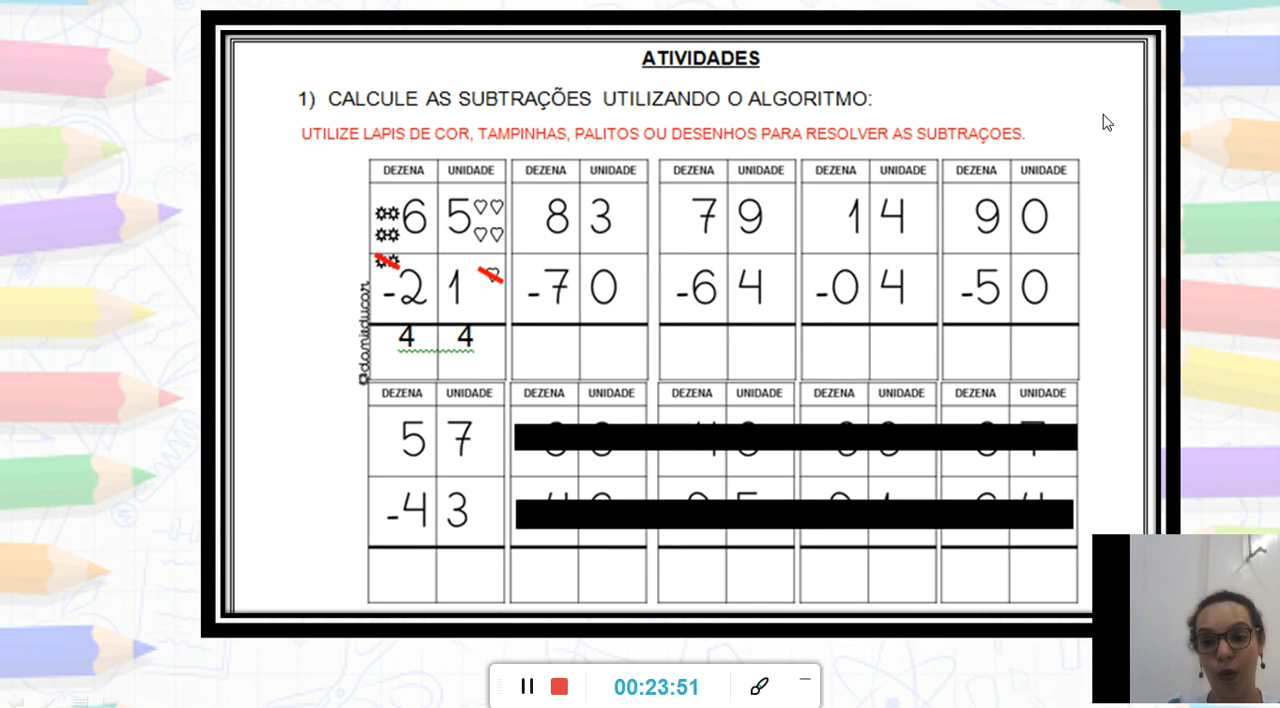 ATIVIDADES
1) CALCULE AS SUBTRAÇÕES UTILIZANDO O ALGORITMO:
UTILIZE LAPIS DE COR, TAMPINHAS, PALITOS OU DESENHOS PARA RESOLVER AS SUBTRAÇOES.
DEZENA UNIDADE DEZENA UNIDADE DEZENA UNIDADE DEZENA UNIDADE DEZENA UNIDADE
6 5 8 3 7 9 1 4 9 0
-2 1 -7 0 -6 4 -0 4 -5 0
4 4
@damieducar
DEZENA UNIDADE DEZENA UNIDADE DEZENA UNIDADE DEZENA UNIDADE DEZENA UNIDADE
5 7
-4 3
00:23:51